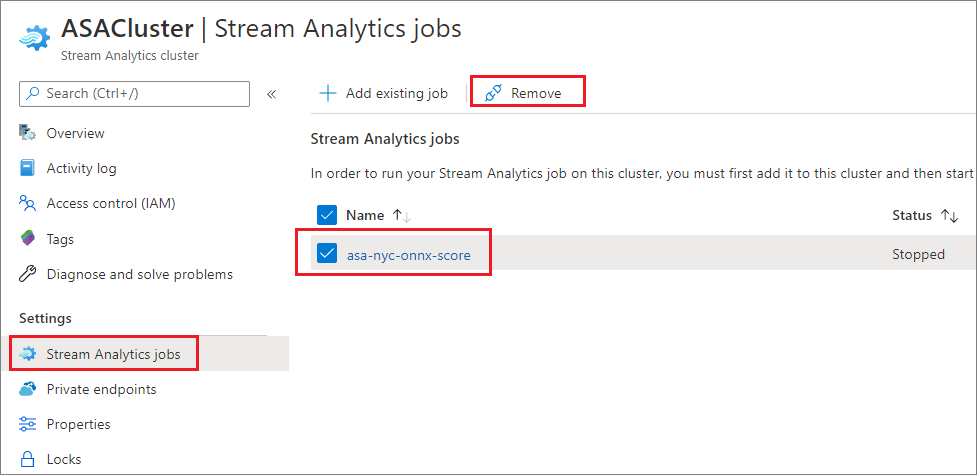 ASACluster | Stream Analytics jobs
Stream Analytics cluster
Search (Ctrl+/)
«
Overview
Activity log
Access control (IAM)
Tags
Diagnose and solve problems
Settings
Stream Analytics jobs
Private endpoints
Properties
Locks
Add existing job
Remove
Stream Analytics jobs
In order to run your Stream Analytics job on this cluster, you must first add it to this cluster and then start
Name ↑↓ Status ↑↓
asa-nyc-onnx-score Stopped